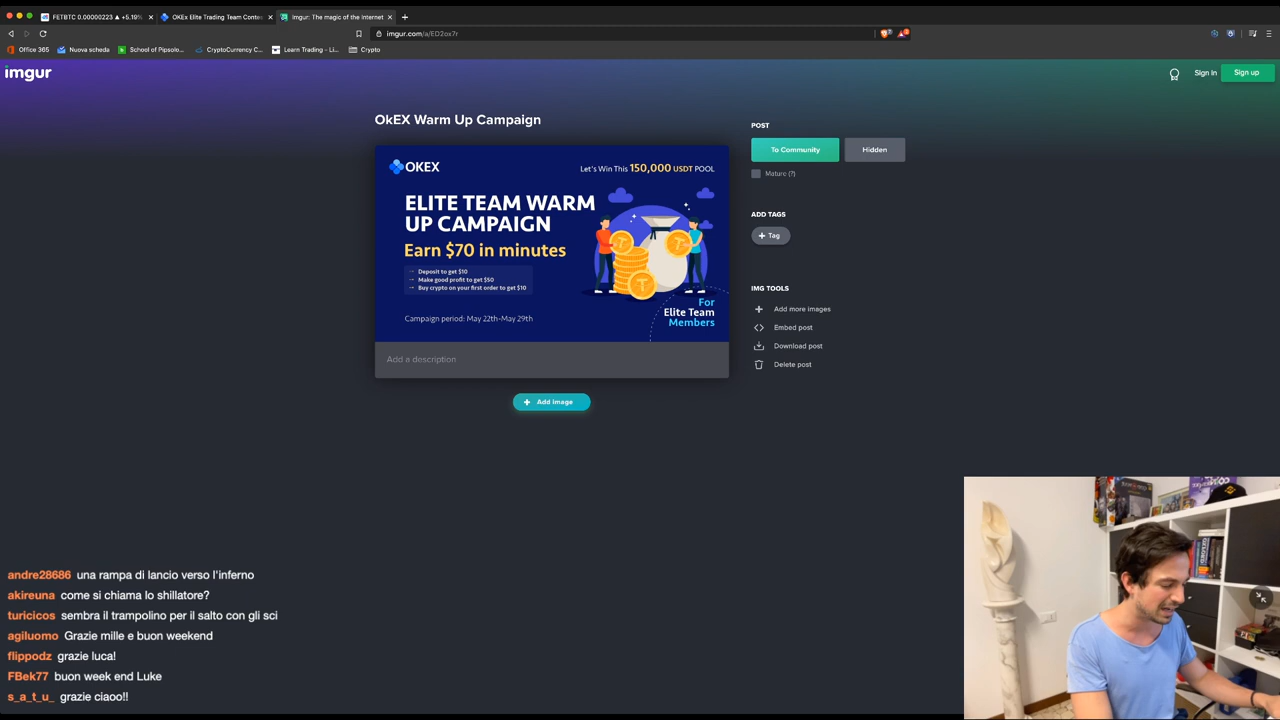 FETBTC 0.00000223 ▲ +5.19%
OKEx Elite Trading Team Contes
Imgur: The magic of the Internet
imgur.com/a/ED2ox7r
Office 365
Nuova scheda
School of Pipsolo...
CryptoCurrency C...
Learn Trading - Li...
Crypto
imgur
Sign in
Sign up
OkEX Warm Up Campaign
OKEX
Let's Win This 150,000 USDT POOL
ELITE TEAM WARM
UP CAMPAIGN
Earn $70 in minutes
→ Deposit to get $10
→ Make good profit to get $50
→ Buy crypto on your first order to get $10
Campaign period: May 22th-May 29th
For
Elite Team
Members
Add a description
+ Add image
POST
To Community
Hidden
Mature (?)
ADD TAGS
+ Tag
IMG TOOLS
Add more images
Embed post
Download post
Delete post
andre28686 una rampa di lancio verso l'inferno
akireuna come si chiama lo shillatore?
turicicos sembra il trampolino per il salto con gli sci
agiluomo Grazie mille e buon weekend
flippodz grazie luca!
FBek77 buon week end Luke
s_a_t_u_ grazie ciaoo!!